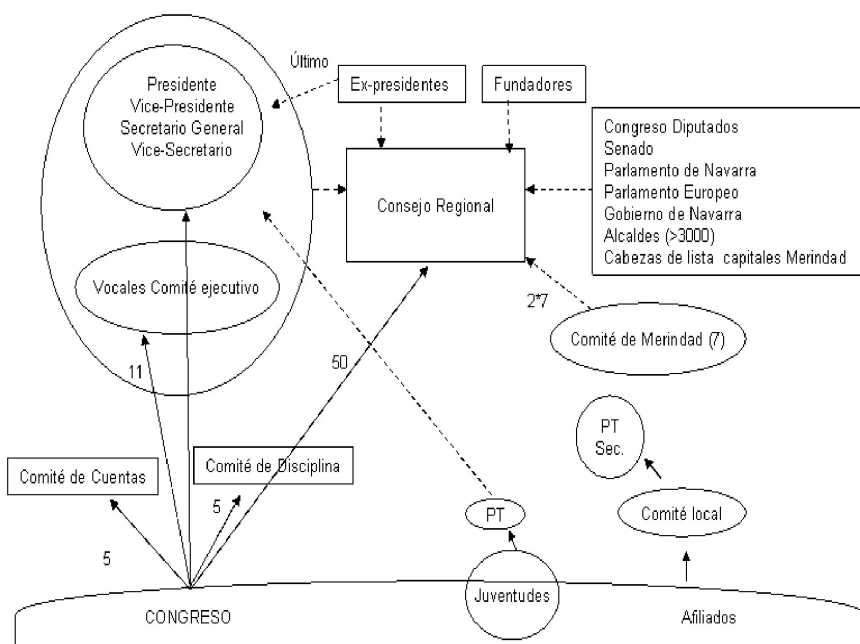 Último
Ex-presidentes
Fundadores
Presidente
Vice-Presidente
Secretario General
Vice-Secretario
Congreso Diputados
Senado
Parlamento de Navarra
Parlamento Europeo
Gobierno de Navarra
Alcaldes (>3000)
Cabezas de lista capitales Merindad
Consejo Regional
Vocales Comité ejecutivo
2*7
Comité de Merindad (7)
11
50
PT
Sec.
Comité de Cuentas
Comité de Disciplina
5
5
PT
Comité local
CONGRESO
Juventudes
Afiliados